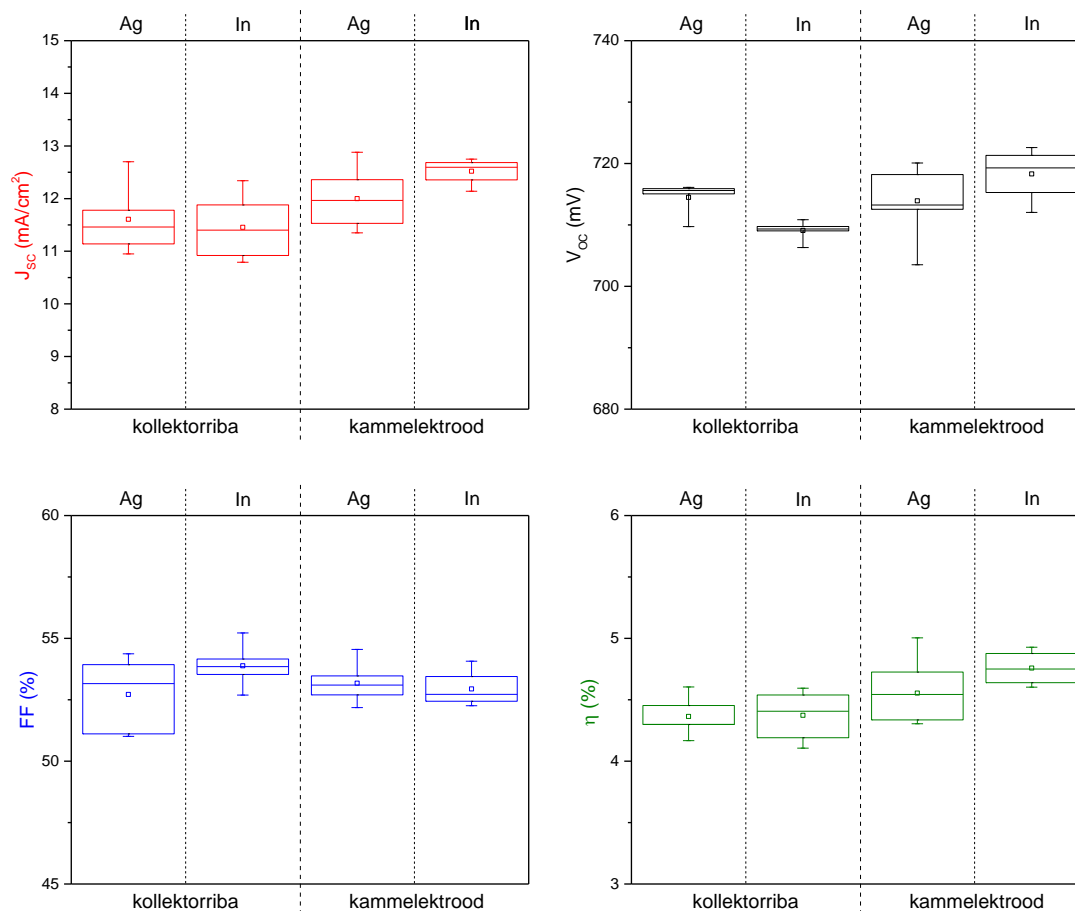 Ag In Ag In
15
14
13
12
11
10
9
8
J_SC (mA/cm²)
kollektorriba kammelektrood
Ag In Ag In
740
720
700
680
V_OC (mV)
kollektorriba kammelektrood
Ag In Ag In
60
55
50
45
FF (%)
kollektorriba kammelektrood
Ag In Ag In
6
5
4
3
η (%)
kollektorriba kammelektrood